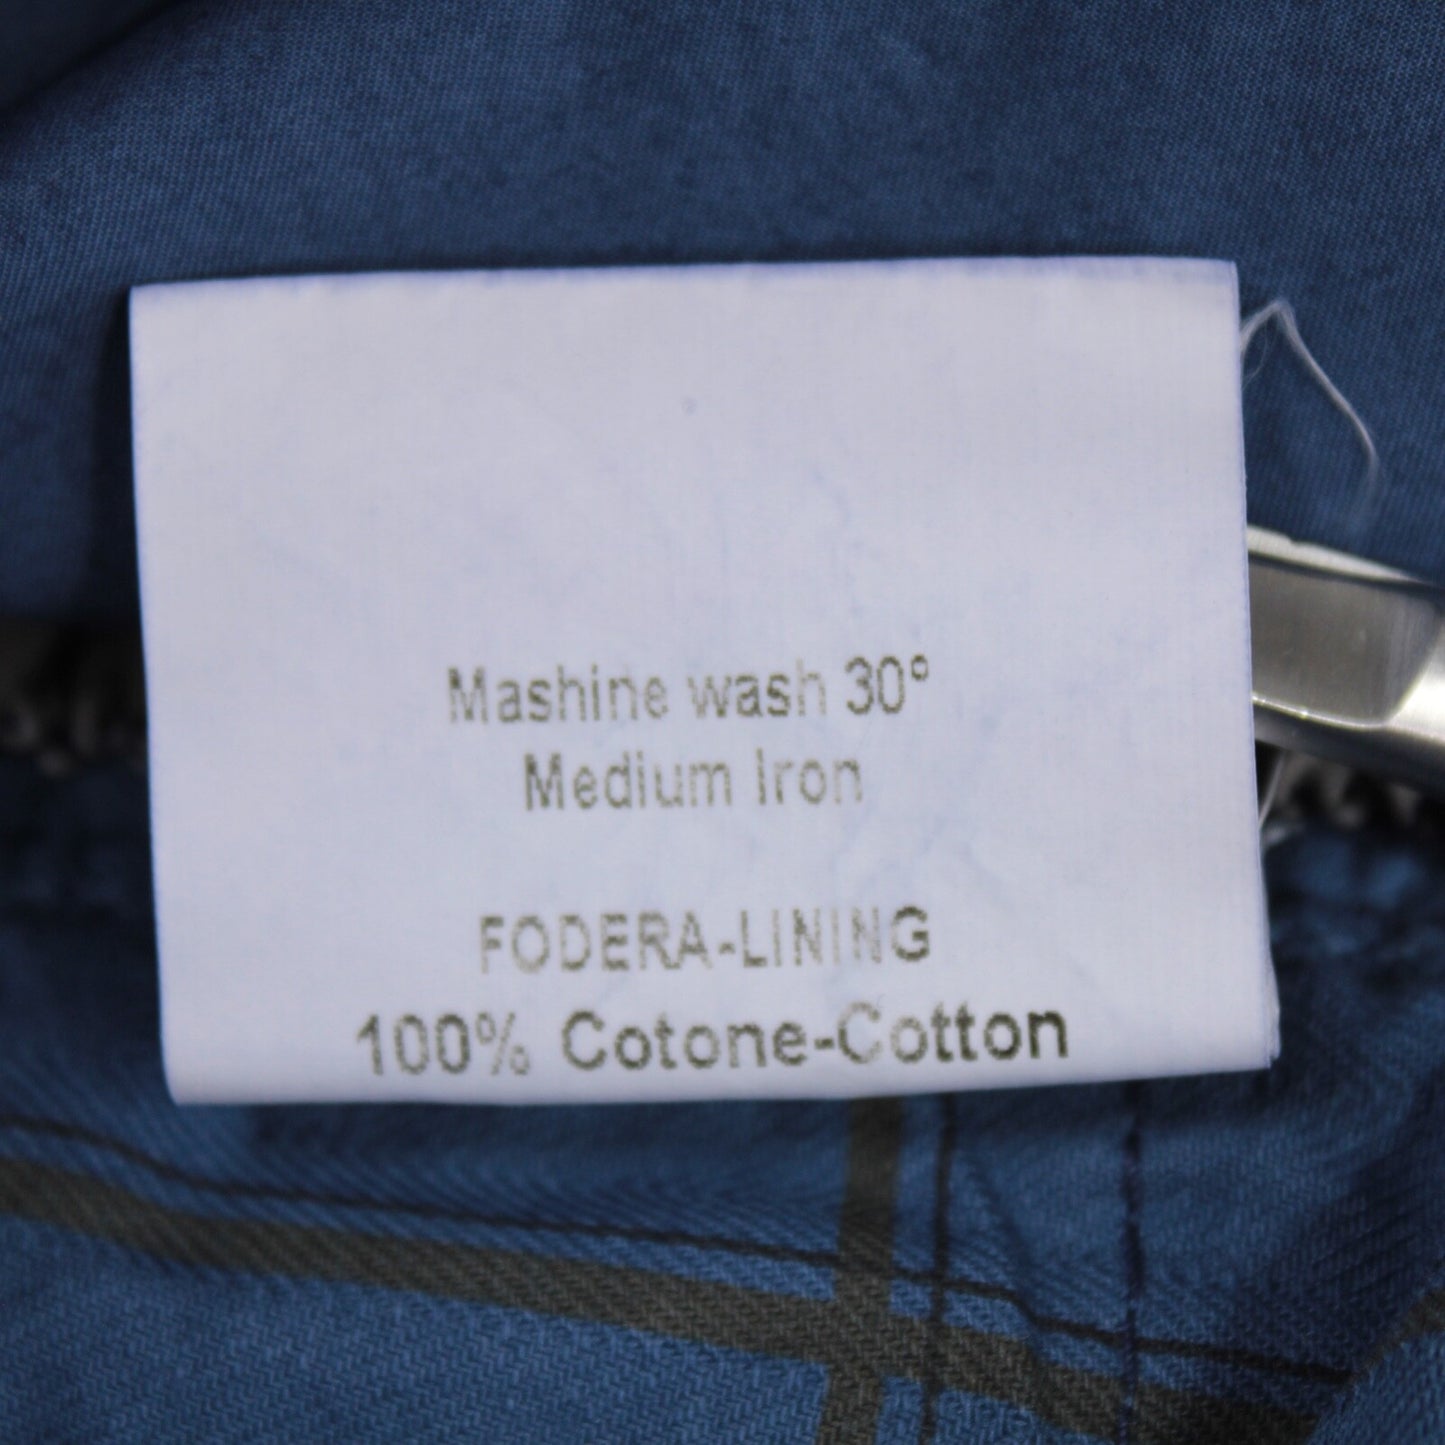 Mashine wash 30°
Medium Iron
FODERA-LINING
100% Cotone-Cotton